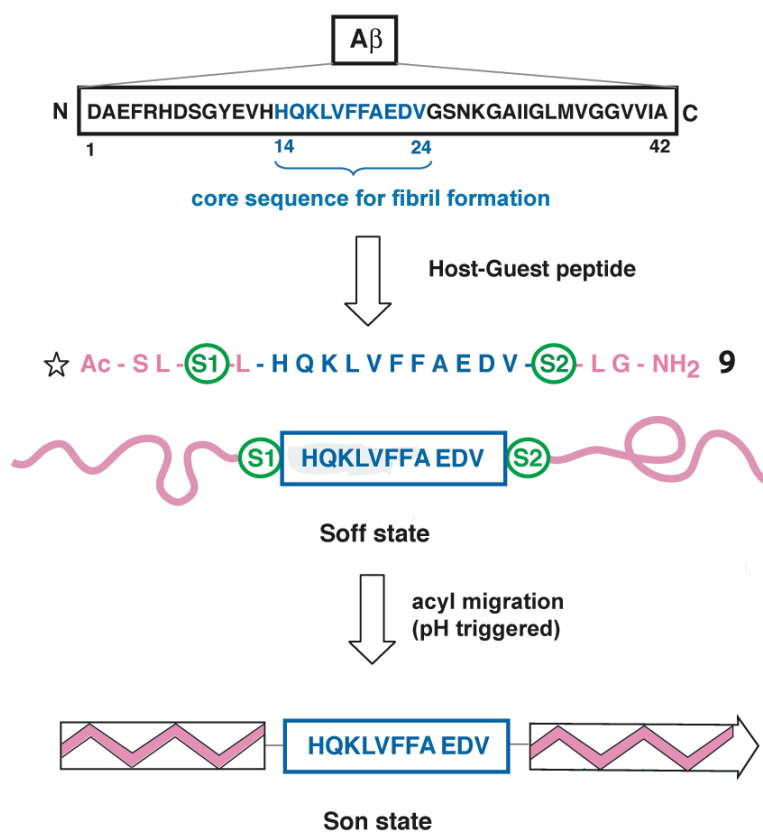 Aβ
N DAEFRHDSGYEVHHQKLVFFAEDVGSNKGAIIGLMVGGVVIA C
1 14 24 42
core sequence for fibril formation
Host-Guest peptide
☆ Ac - S L - S1 - L - H Q K L V F F A E D V - S2 - L G - NH₂ 9
S1 HQKLVFFA EDV S2
Soff state
acyl migration
(pH triggered)
HQKLVFFA EDV
Son state